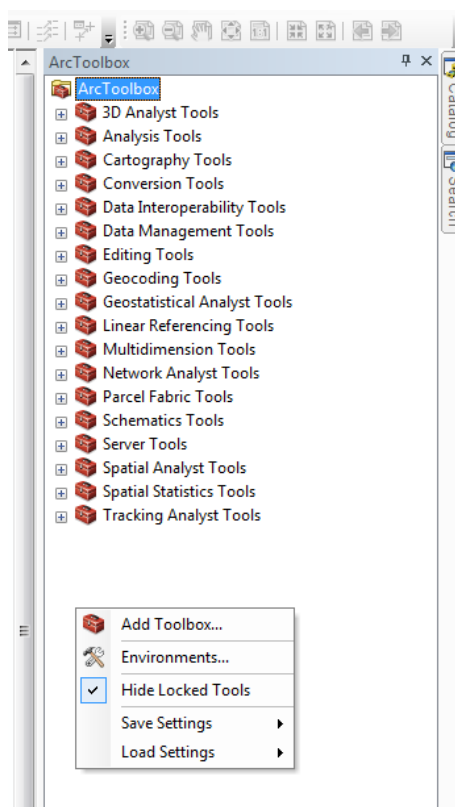 ArcToolbox
ArcToolbox
3D Analyst Tools
Analysis Tools
Cartography Tools
Conversion Tools
Data Interoperability Tools
Data Management Tools
Editing Tools
Geocoding Tools
Geostatistical Analyst Tools
Linear Referencing Tools
Multidimension Tools
Network Analyst Tools
Parcel Fabric Tools
Schematics Tools
Server Tools
Spatial Analyst Tools
Spatial Statistics Tools
Tracking Analyst Tools
Add Toolbox...
Environments...
Hide Locked Tools
Save Settings
Load Settings
Catalog
Search